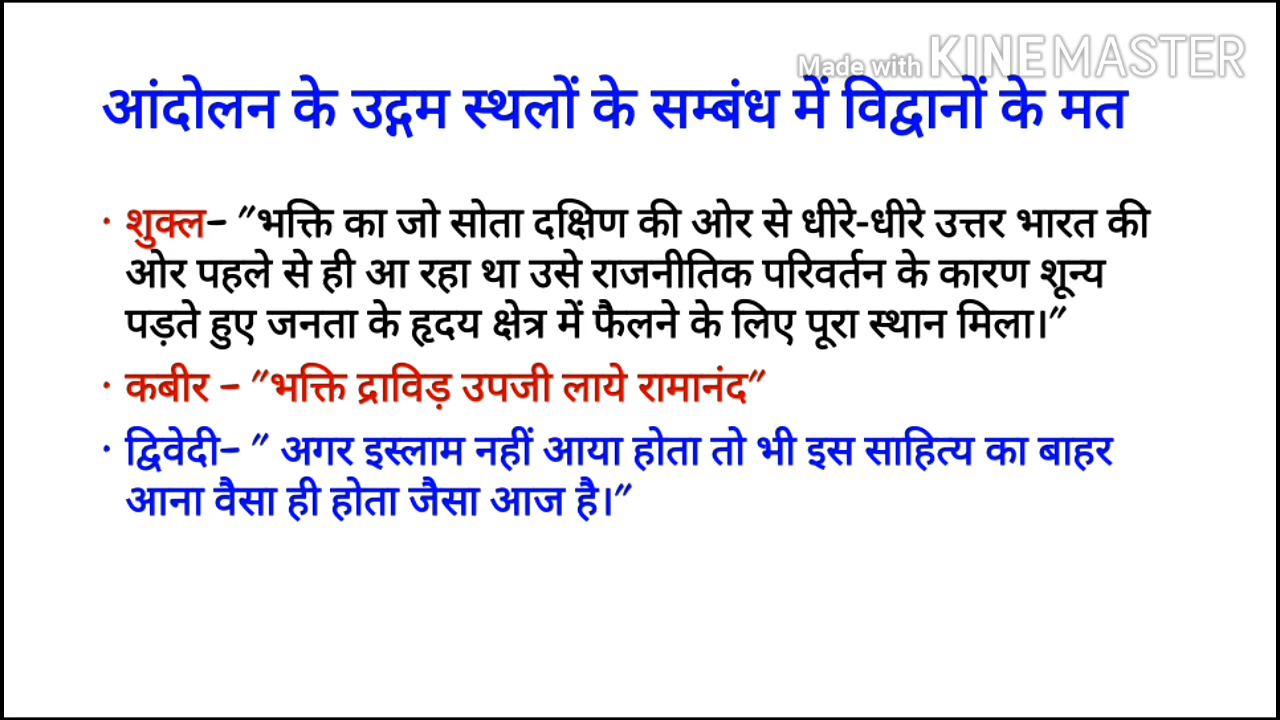 Made with KINEMASTER
आंदोलन के उद्गम स्थलों के सम्बंध में विद्वानों के मत
• शुक्ल– "भक्ति का जो सोता दक्षिण की ओर से धीरे-धीरे उत्तर भारत की
ओर पहले से ही आ रहा था उसे राजनीतिक परिवर्तन के कारण शून्य
पड़ते हुए जनता के हृदय क्षेत्र में फैलने के लिए पूरा स्थान मिला।"
• कबीर – "भक्ति द्राविड़ उपजी लाये रामानंद"
• द्विवेदी– " अगर इस्लाम नहीं आया होता तो भी इस साहित्य का बाहर
आना वैसा ही होता जैसा आज है।"